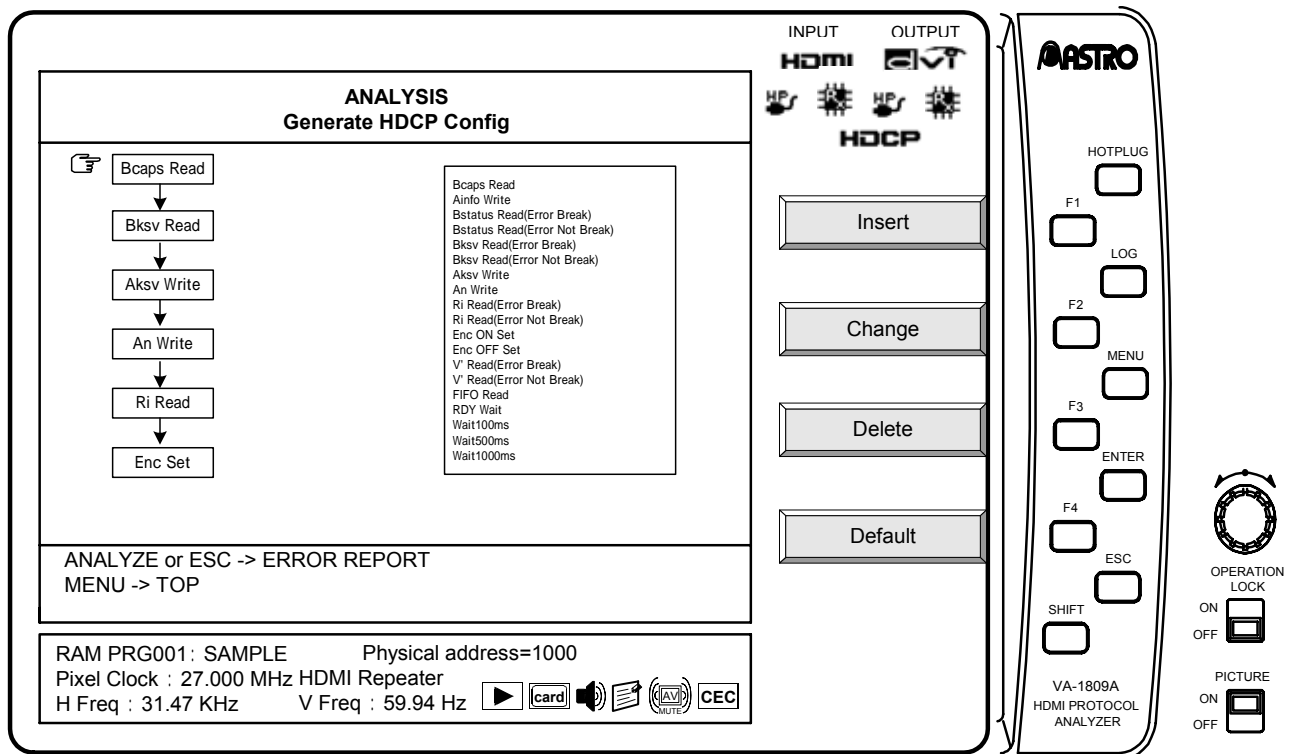 INPUT OUTPUT
HDMI DVI
HP RX HP RX
HDCP
ANALYSIS
Generate HDCP Config
Bcaps Read
Bksv Read
Aksv Write
An Write
Ri Read
Enc Set
Bcaps Read
Ainfo Write
Bstatus Read(Error Break)
Bstatus Read(Error Not Break)
Bksv Read(Error Break)
Bksv Read(Error Not Break)
Aksv Write
An Write
Ri Read(Error Break)
Ri Read(Error Not Break)
Enc ON Set
Enc OFF Set
V' Read(Error Break)
V' Read(Error Not Break)
FIFO Read
RDY Wait
Wait100ms
Wait500ms
Wait1000ms
Insert
Change
Delete
Default
ANALYZE or ESC -> ERROR REPORT
MENU -> TOP
RAM PRG001: SAMPLE Physical address=1000
Pixel Clock : 27.000 MHz HDMI Repeater
H Freq : 31.47 KHz V Freq : 59.94 Hz
card
AV
MUTE
CEC
ASTRO
HOTPLUG
F1
LOG
F2
MENU
F3
ENTER
F4
ESC
SHIFT
VA-1809A
HDMI PROTOCOL
ANALYZER
OPERATION
LOCK
ON
OFF
PICTURE
ON
OFF